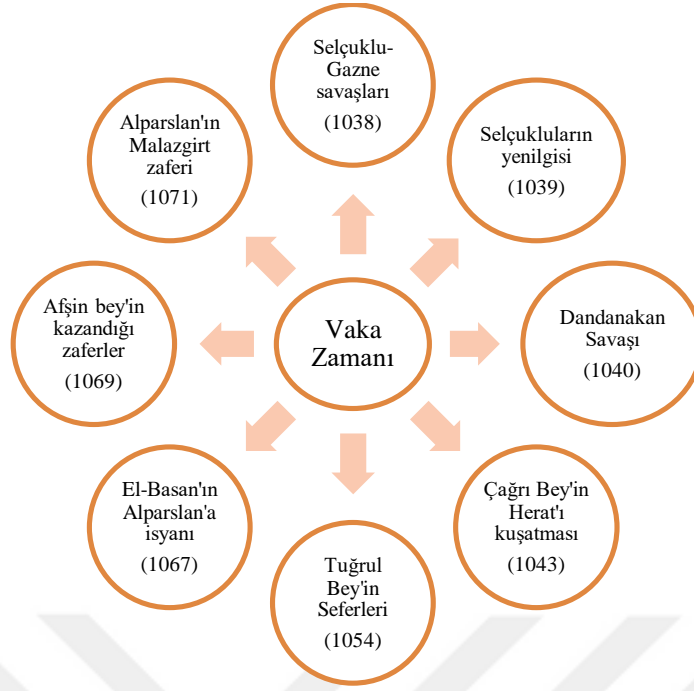 Selçuklu-
Gazne
savaşları
(1038)
Selçukluların
yenilgisi
(1039)
Dandanakan
Savaşı
(1040)
Çağrı Bey'in
Herat'ı
kuşatması
(1043)
Tuğrul
Bey'in
Seferleri
(1054)
El-Basan'ın
Alparslan'a
isyanı
(1067)
Afşin bey'in
kazandığı
zaferler
(1069)
Alparslan'ın
Malazgirt
zaferi
(1071)
Vaka
Zamanı